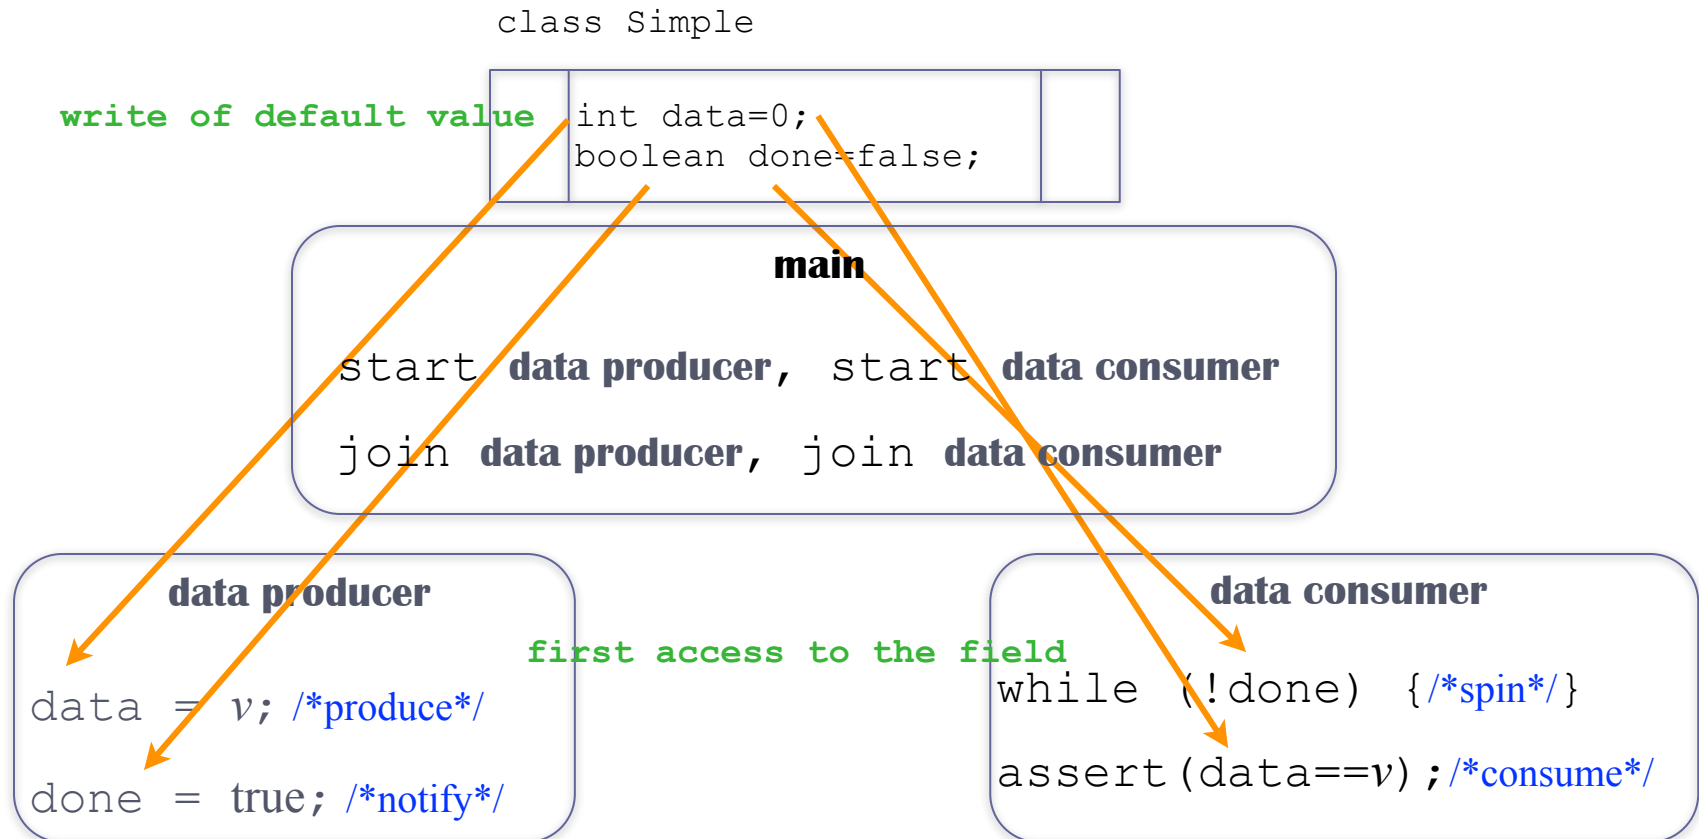 class Simple
write of default value
int data=0;
boolean done=false;
main
start data producer, start data consumer
join data producer, join data consumer
data producer
data = v; /*produce*/
done = true; /*notify*/
first access to the field
data consumer
while (!done) {/*spin*/}
assert(data==v);/*consume*/